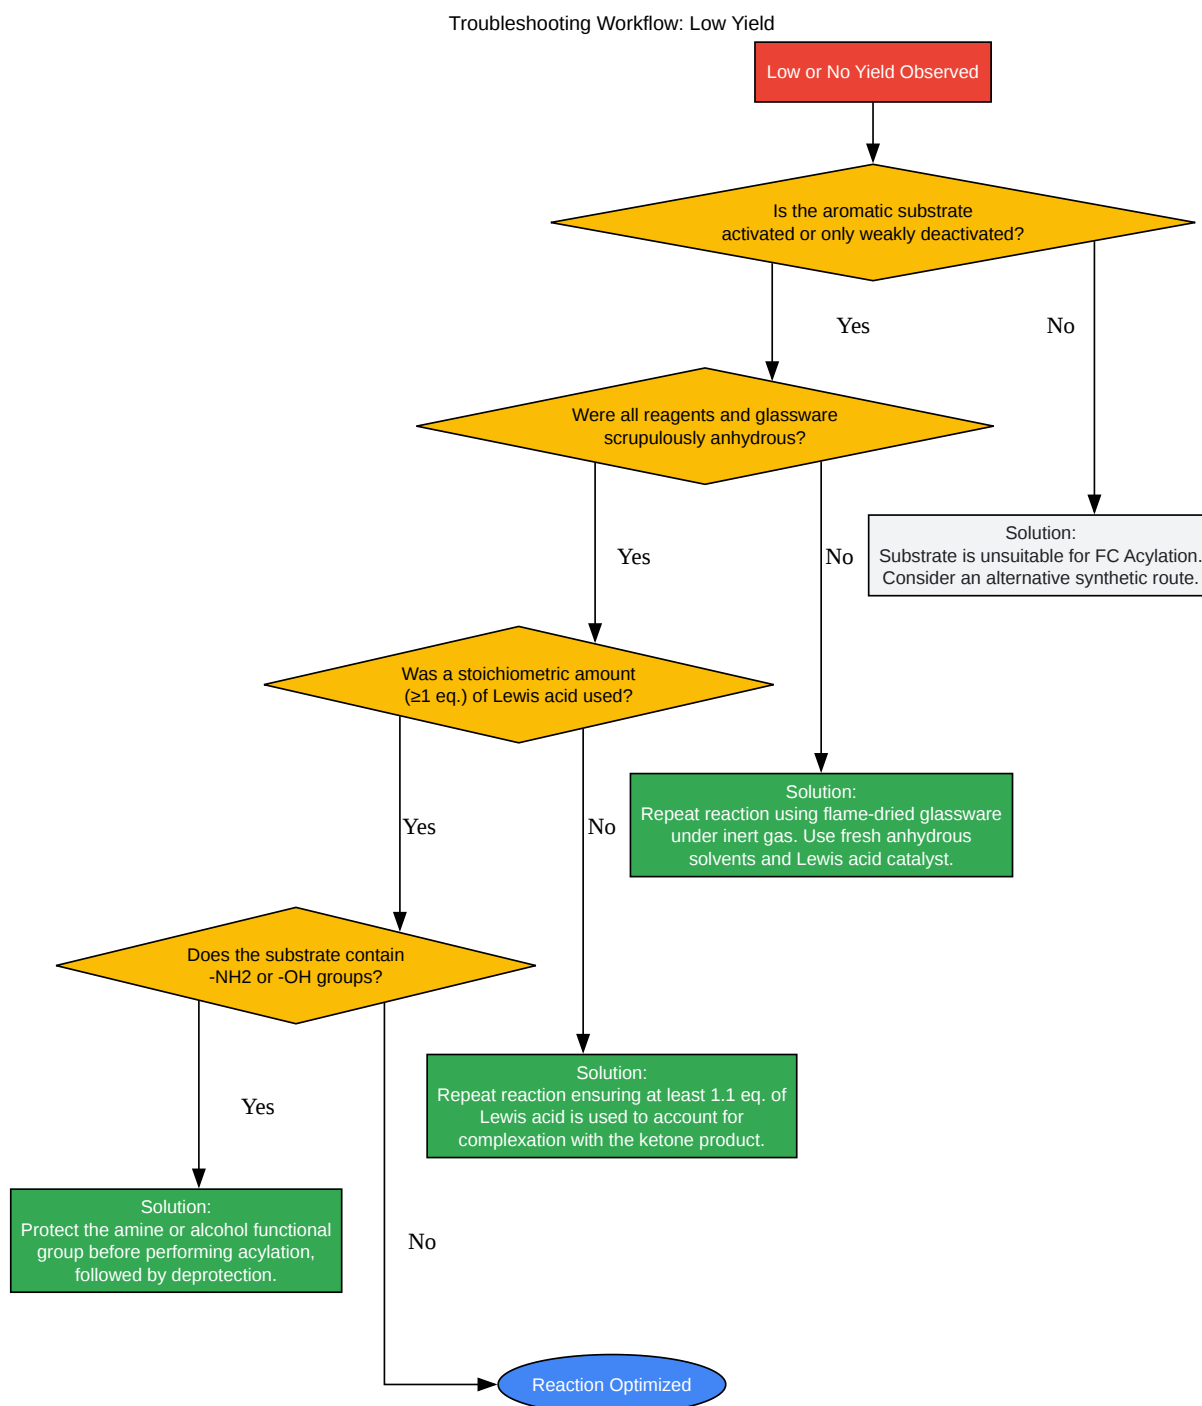 Troubleshooting Workflow: Low Yield
Low or No Yield Observed
Is the aromatic substrate
activated or only weakly deactivated?
Yes
No
Were all reagents and glassware
scrupulously anhydrous?
Solution:
Substrate is unsuitable for FC Acylation.
Consider an alternative synthetic route.
Yes
No
Was a stoichiometric amount
(≥1 eq.) of Lewis acid used?
Solution:
Repeat reaction using flame-dried glassware
under inert gas. Use fresh anhydrous
solvents and Lewis acid catalyst.
Yes
No
Does the substrate contain
-NH2 or -OH groups?
Solution:
Repeat reaction ensuring at least 1.1 eq. of
Lewis acid is used to account for
complexation with the ketone product.
Yes
No
Solution:
Protect the amine or alcohol functional
group before performing acylation,
followed by deprotection.
Reaction Optimized